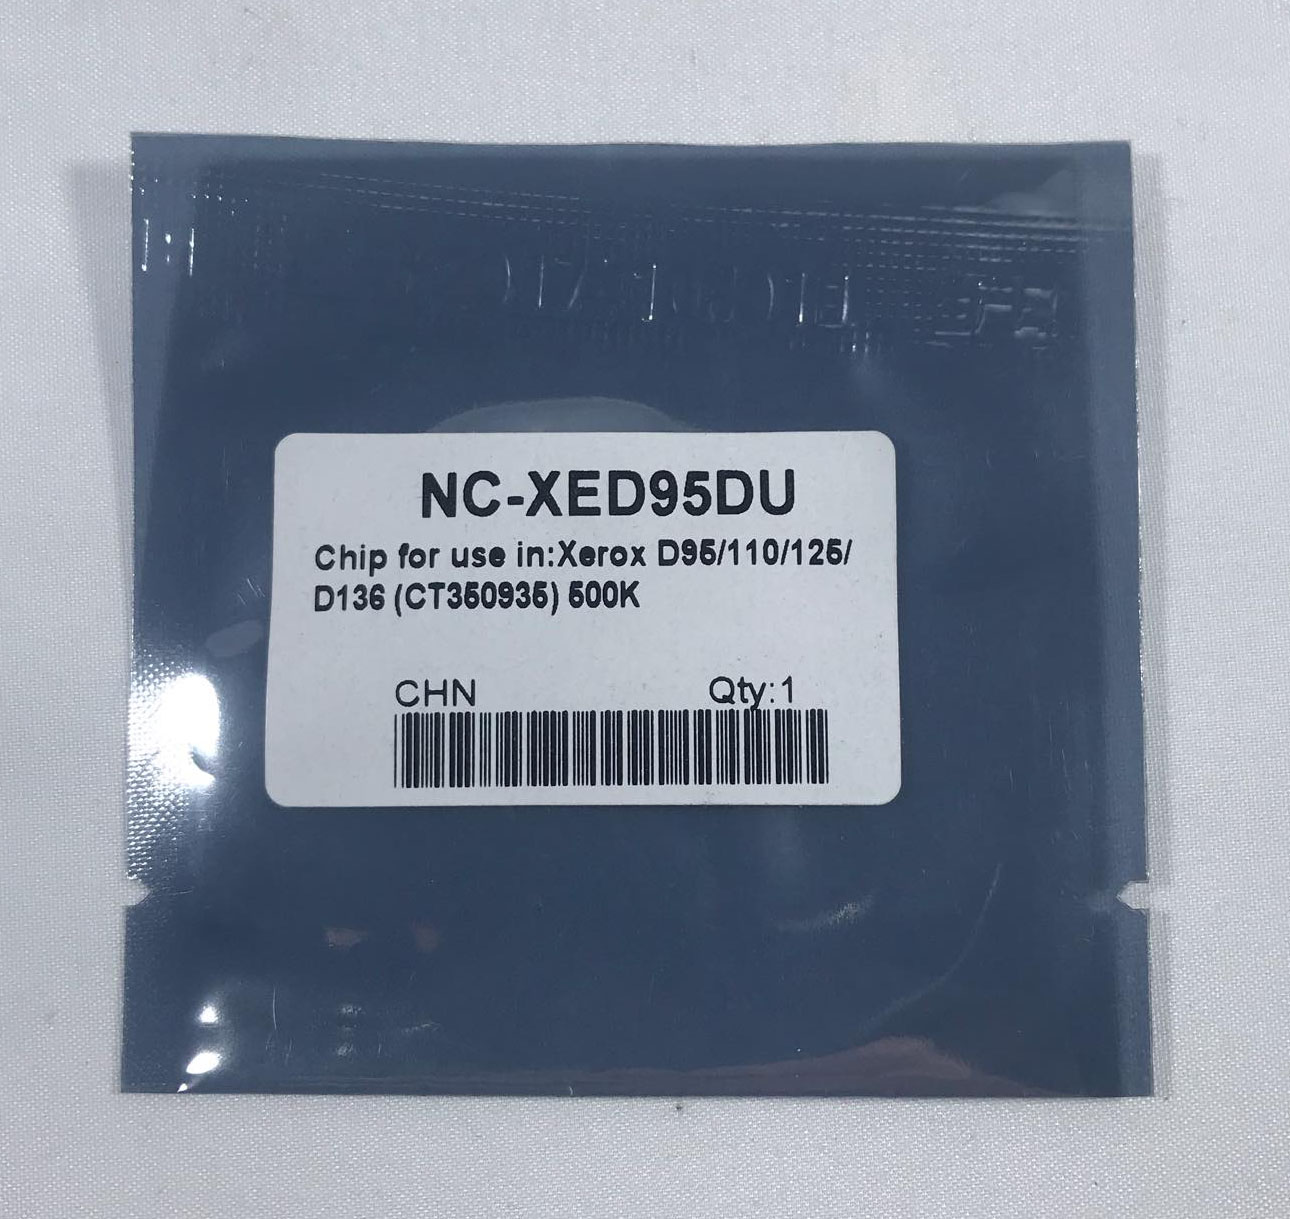 NC-XED95DU
Chip for use in:Xerox D95/110/125/
D136 (CT350935) 500K
CHN Qty:1